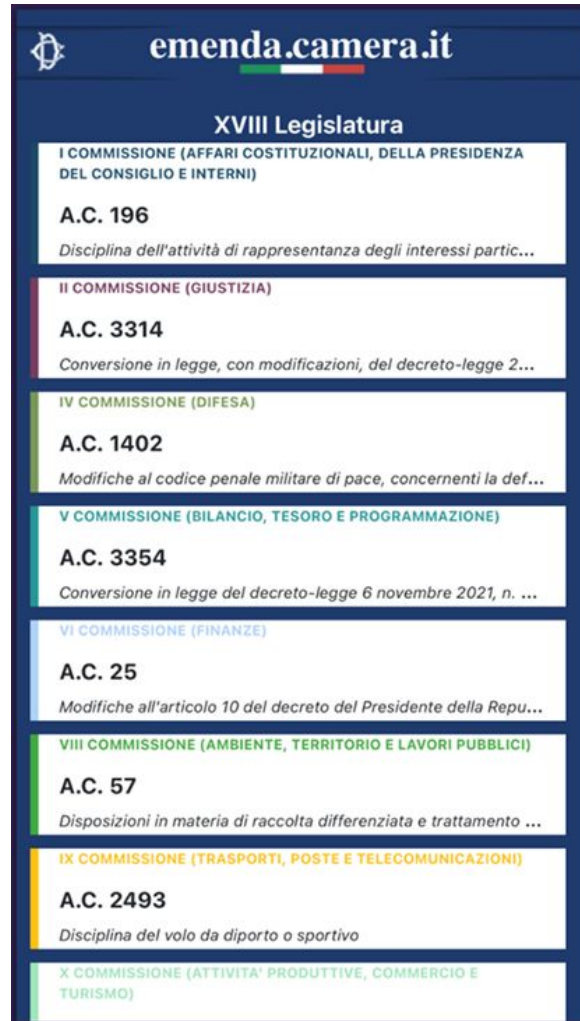 emenda.camera.it
XVIII Legislatura
I COMMISSIONE (AFFARI COSTITUZIONALI, DELLA PRESIDENZA
DEL CONSIGLIO E INTERNI)
A.C. 196
Disciplina dell'attività di rappresentanza degli interessi partic...
II COMMISSIONE (GIUSTIZIA)
A.C. 3314
Conversione in legge, con modificazioni, del decreto-legge 2...
IV COMMISSIONE (DIFESA)
A.C. 1402
Modifiche al codice penale militare di pace, concernenti la def...
V COMMISSIONE (BILANCIO, TESORO E PROGRAMMAZIONE)
A.C. 3354
Conversione in legge del decreto-legge 6 novembre 2021, n. ...
VI COMMISSIONE (FINANZE)
A.C. 25
Modifiche all'articolo 10 del decreto del Presidente della Repu...
VIII COMMISSIONE (AMBIENTE, TERRITORIO E LAVORI PUBBLICI)
A.C. 57
Disposizioni in materia di raccolta differenziata e trattamento ...
IX COMMISSIONE (TRASPORTI, POSTE E TELECOMUNICAZIONI)
A.C. 2493
Disciplina del volo da diporto o sportivo
X COMMISSIONE (ATTIVITA' PRODUTTIVE, COMMERCIO E
TURISMO)